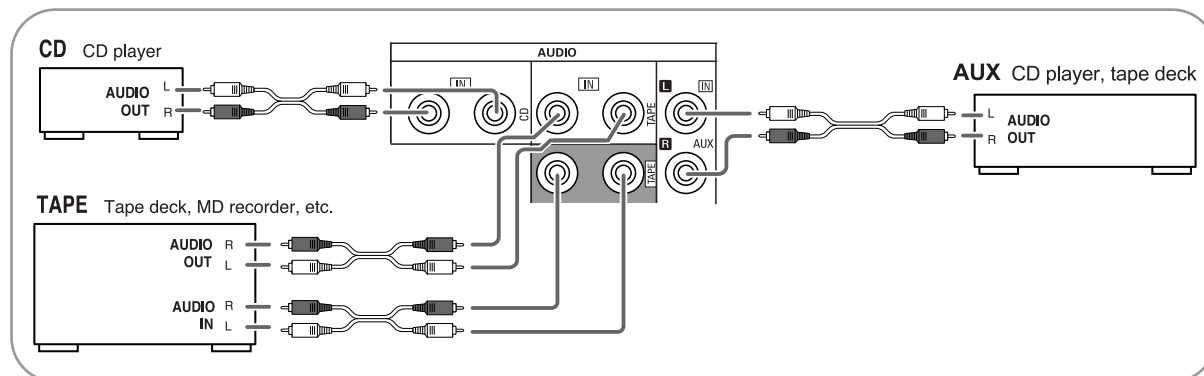 CD CD player
AUDIO L
OUT R
TAPE Tape deck, MD recorder, etc.
AUDIO R
OUT L
AUDIO R
IN L
AUDIO
IN
CD
IN
TAPE
TAPE
L IN
R AUX
AUX CD player, tape deck
L AUDIO
R OUT